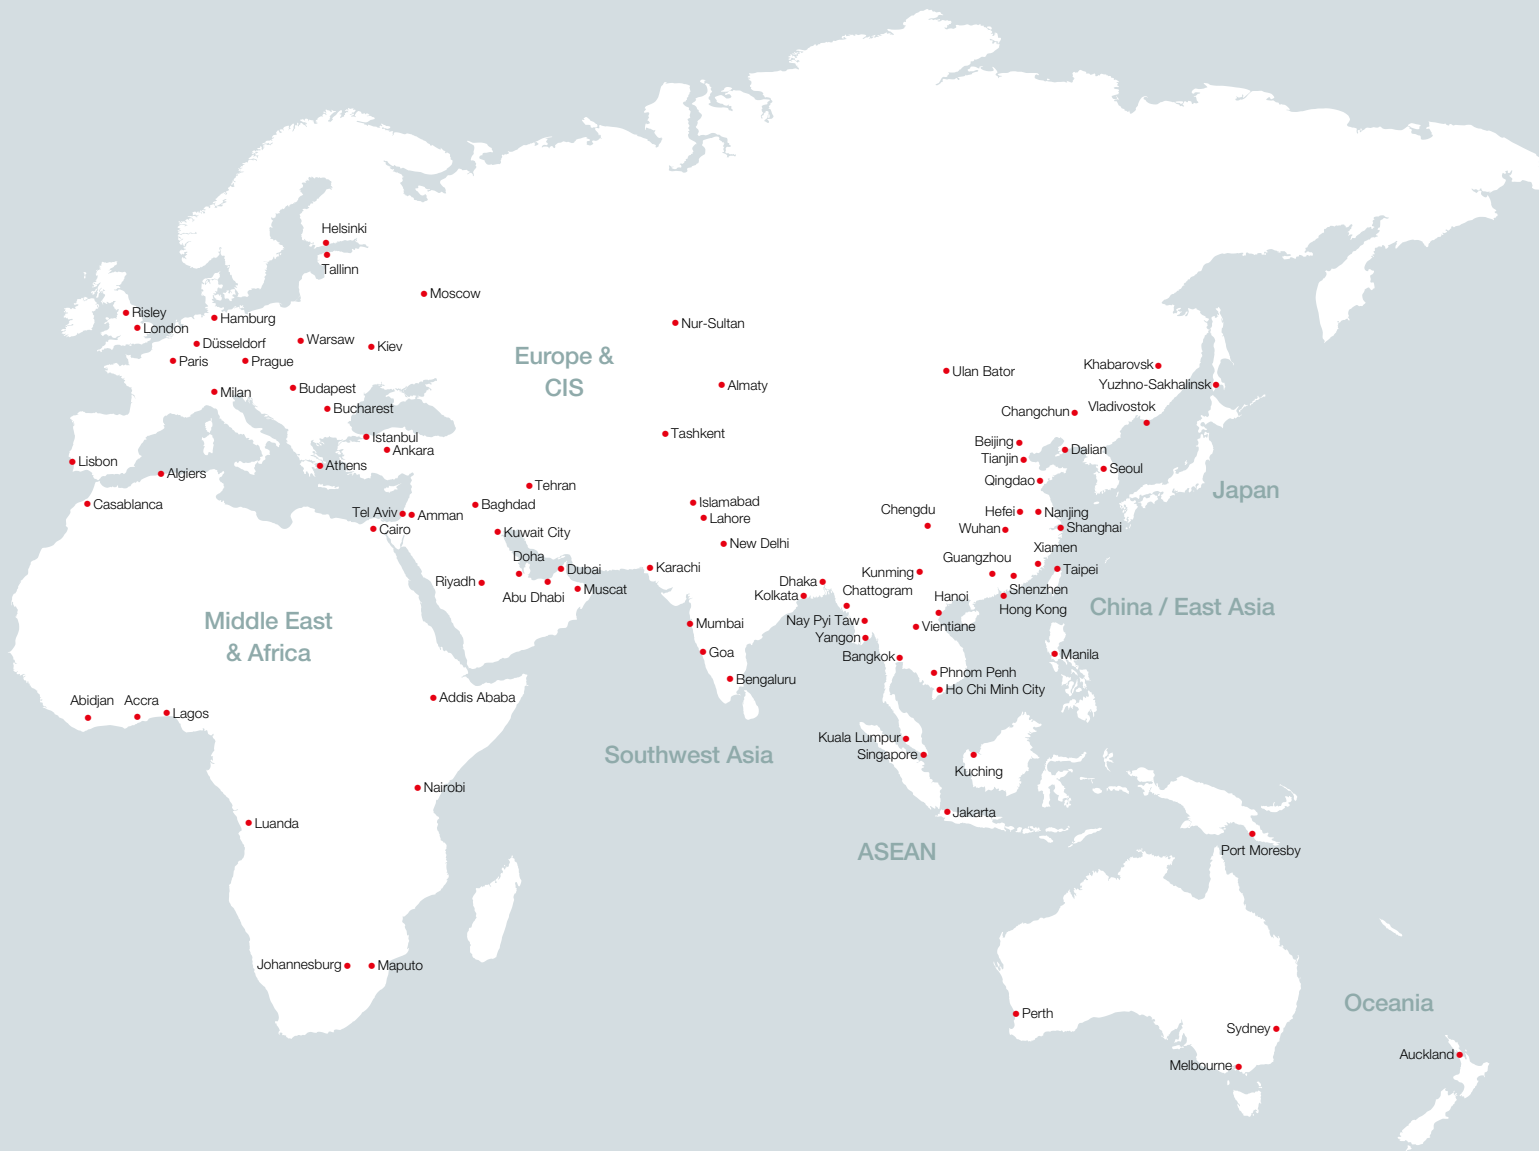 Helsinki
Tallinn
Moscow
Risley
London
Hamburg
Nur-Sultan
Düsseldorf
Warsaw
Kiev
Paris
Prague
Europe &
CIS
Milan
Budapest
Bucharest
Almaty
Ulan Bator
Khabarovsk
Yuzhno-Sakhalinsk
Vladivostok
Changchun
Istanbul
Ankara
Tashkent
Beijing
Tianjin
Dalian
Seoul
Lisbon
Algiers
Athens
Qingdao
Japan
Casablanca
Tehran
Baghdad
Tel Aviv
Amman
Cairo
Kuwait City
Islamabad
Lahore
New Delhi
Chengdu
Hefei
Nanjing
Wuhan
Shanghai
Xiamen
Guangzhou
Taipei
Doha
Dubai
Riyadh
Abu Dhabi
Muscat
Karachi
Dhaka
Kolkata
Kunming
Chattogram
Shenzhen
Hong Kong
Hanoi
China / East Asia
Middle East
& Africa
Mumbai
Nay Pyi Taw
Yangon
Vientiane
Goa
Bangkok
Manila
Bengaluru
Phnom Penh
Ho Chi Minh City
Abidjan
Accra
Lagos
Addis Ababa
Southwest Asia
Kuala Lumpur
Singapore
Kuching
Nairobi
Luanda
Jakarta
ASEAN
Port Moresby
Johannesburg
Maputo
Oceania
Perth
Sydney
Melbourne
Auckland